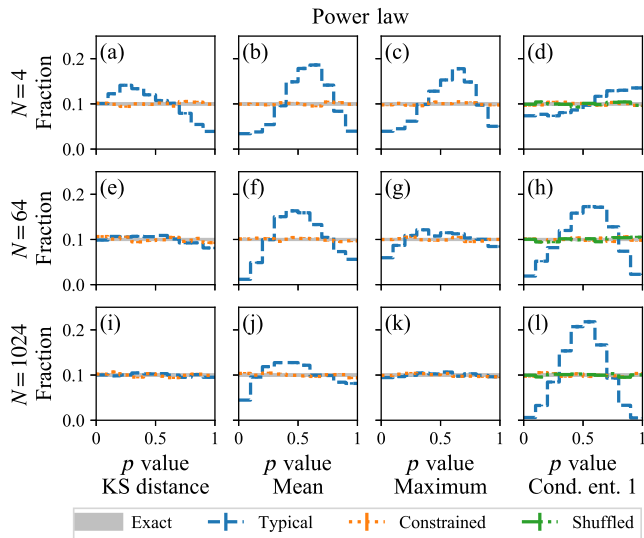 Power law
N = 4
Fraction
0.2
0.1
0.0
(a)
(b)
(c)
(d)
N = 64
Fraction
0.2
0.1
0.0
(e)
(f)
(g)
(h)
N = 1024
Fraction
0.2
0.1
0.0
(i)
(j)
(k)
(l)
0 0.5 1 0 0.5 1 0 0.5 1 0 0.5 1
p value p value p value p value
KS distance Mean Maximum Cond. ent. 1
Exact Typical Constrained Shuffled